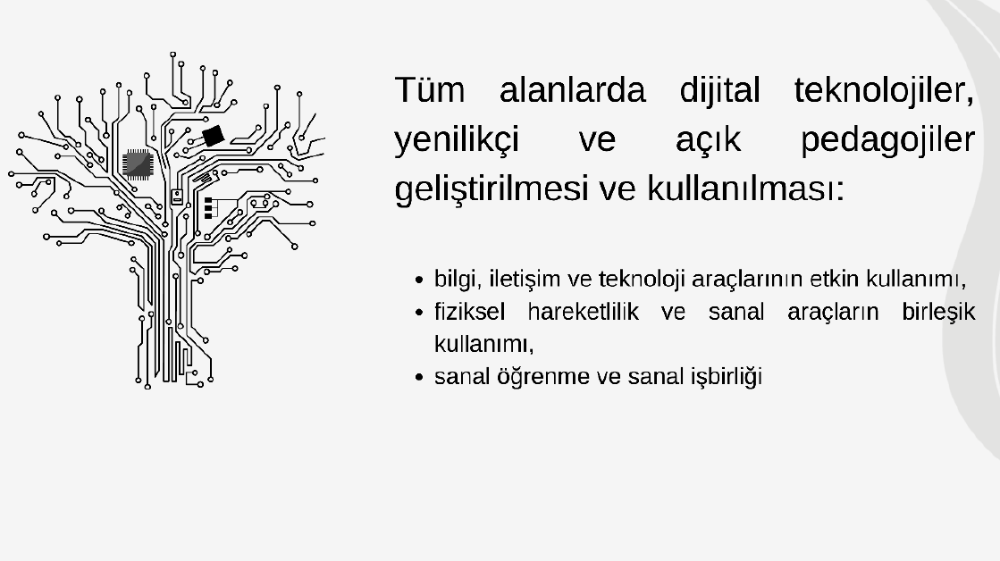 Tüm alanlarda dijital teknolojiler,
yenilikçi ve açık pedagojiler
geliştirilmesi ve kullanılması:
• bilgi, iletişim ve teknoloji araçlarının etkin kullanımı,
• fiziksel hareketlilik ve sanal araçların birleşik
kullanımı,
• sanal öğrenme ve sanal işbirliği